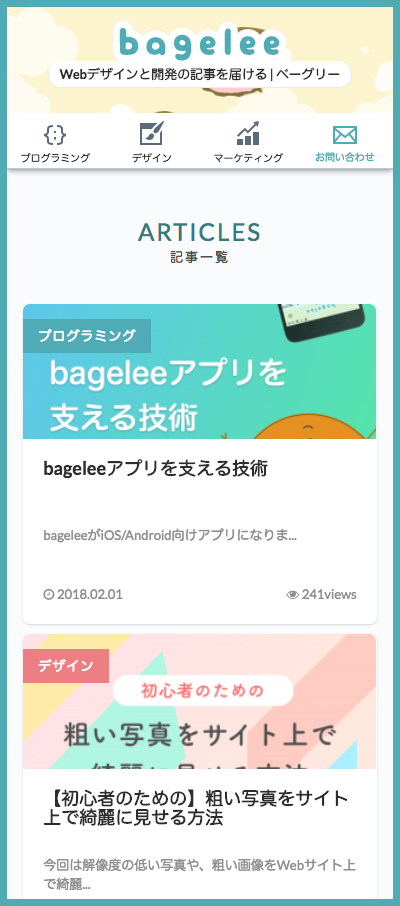 bagelee
Webデザインと開発の記事を届ける | ベーグリー
プログラミング
デザイン
マーケティング
お問い合わせ
ARTICLES
記事一覧
プログラミング
bageleeアプリを
支える技術
bageleeアプリを支える技術
bageleeがiOS/Android向けアプリになりま...
2018.02.01
241views
デザイン
初心者のための
粗い写真をサイト上で
綺麗に見せる方法
【初心者のための】粗い写真をサイト
上で綺麗に見せる方法
今回は解像度の低い写真や、粗い画像をWebサイト上
で綺麗...